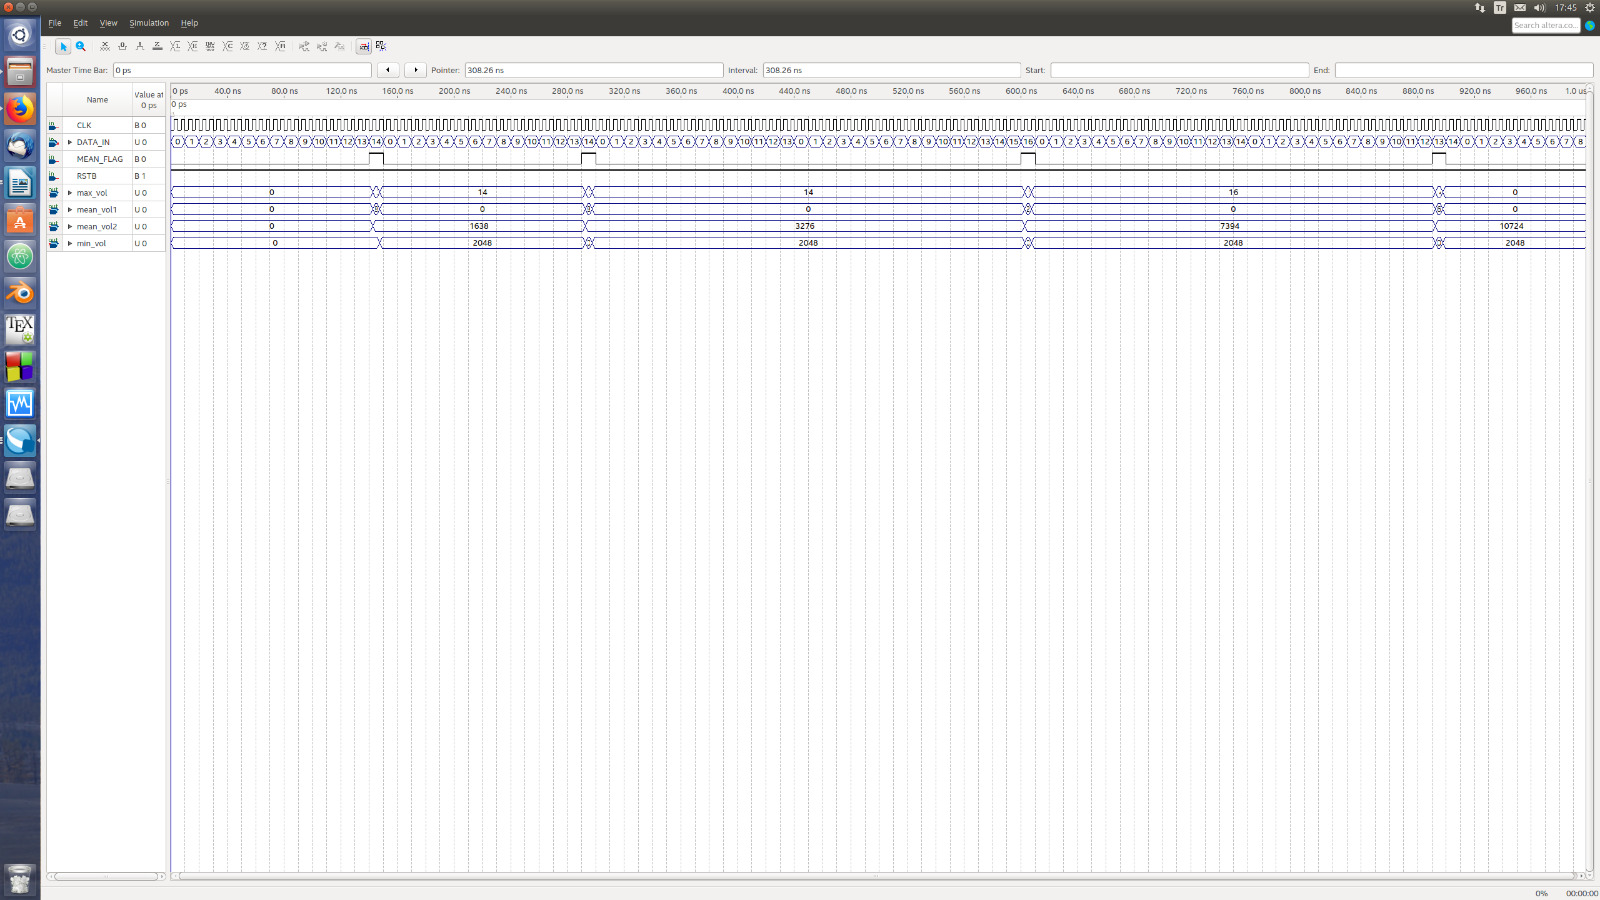 Tr 17:45
File Edit View Simulation Help
Search altera.co...
Master Time Bar: 0 ps Pointer: 308.26 ns Interval: 308.26 ns Start: End:
Name Value at 0 ps
0 ps 40.0 ns 80.0 ns 120.0 ns 160.0 ns 200.0 ns 240.0 ns 280.0 ns 320.0 ns 360.0 ns 400.0 ns 440.0 ns 480.0 ns 520.0 ns 560.0 ns 600.0 ns 640.0 ns 680.0 ns 720.0 ns 760.0 ns 800.0 ns 840.0 ns 880.0 ns 920.0 ns 960.0 ns 1.0 us
0 ps
CLK B 0
DATA_IN U 0 0 1 2 3 4 5 6 7 8 9 10 11 12 13 14 0 1 2 3 4 5 6 7 8 9 10 11 12 13 14 0 1 2 3 4 5 6 7 8 9 10 11 12 13 0 1 2 3 4 5 6 7 8 9 10 11 12 13 14 15 16 0 1 2 3 4 5 6 7 8 9 10 11 12 13 14 0 1 2 3 4 5 6 7 8 9 10 11 12 13 14 0 1 2 3 4 5 6 7 8
MEAN_FLAG B 0
RSTB B 1
max_vol U 0 0 14 14 16 0
mean_vol1 U 0 0 0 0 0 0
mean_vol2 U 0 0 1638 3276 7394 10724
min_vol U 0 0 2048 2048 2048 2048
TEX
0% 00:00:00